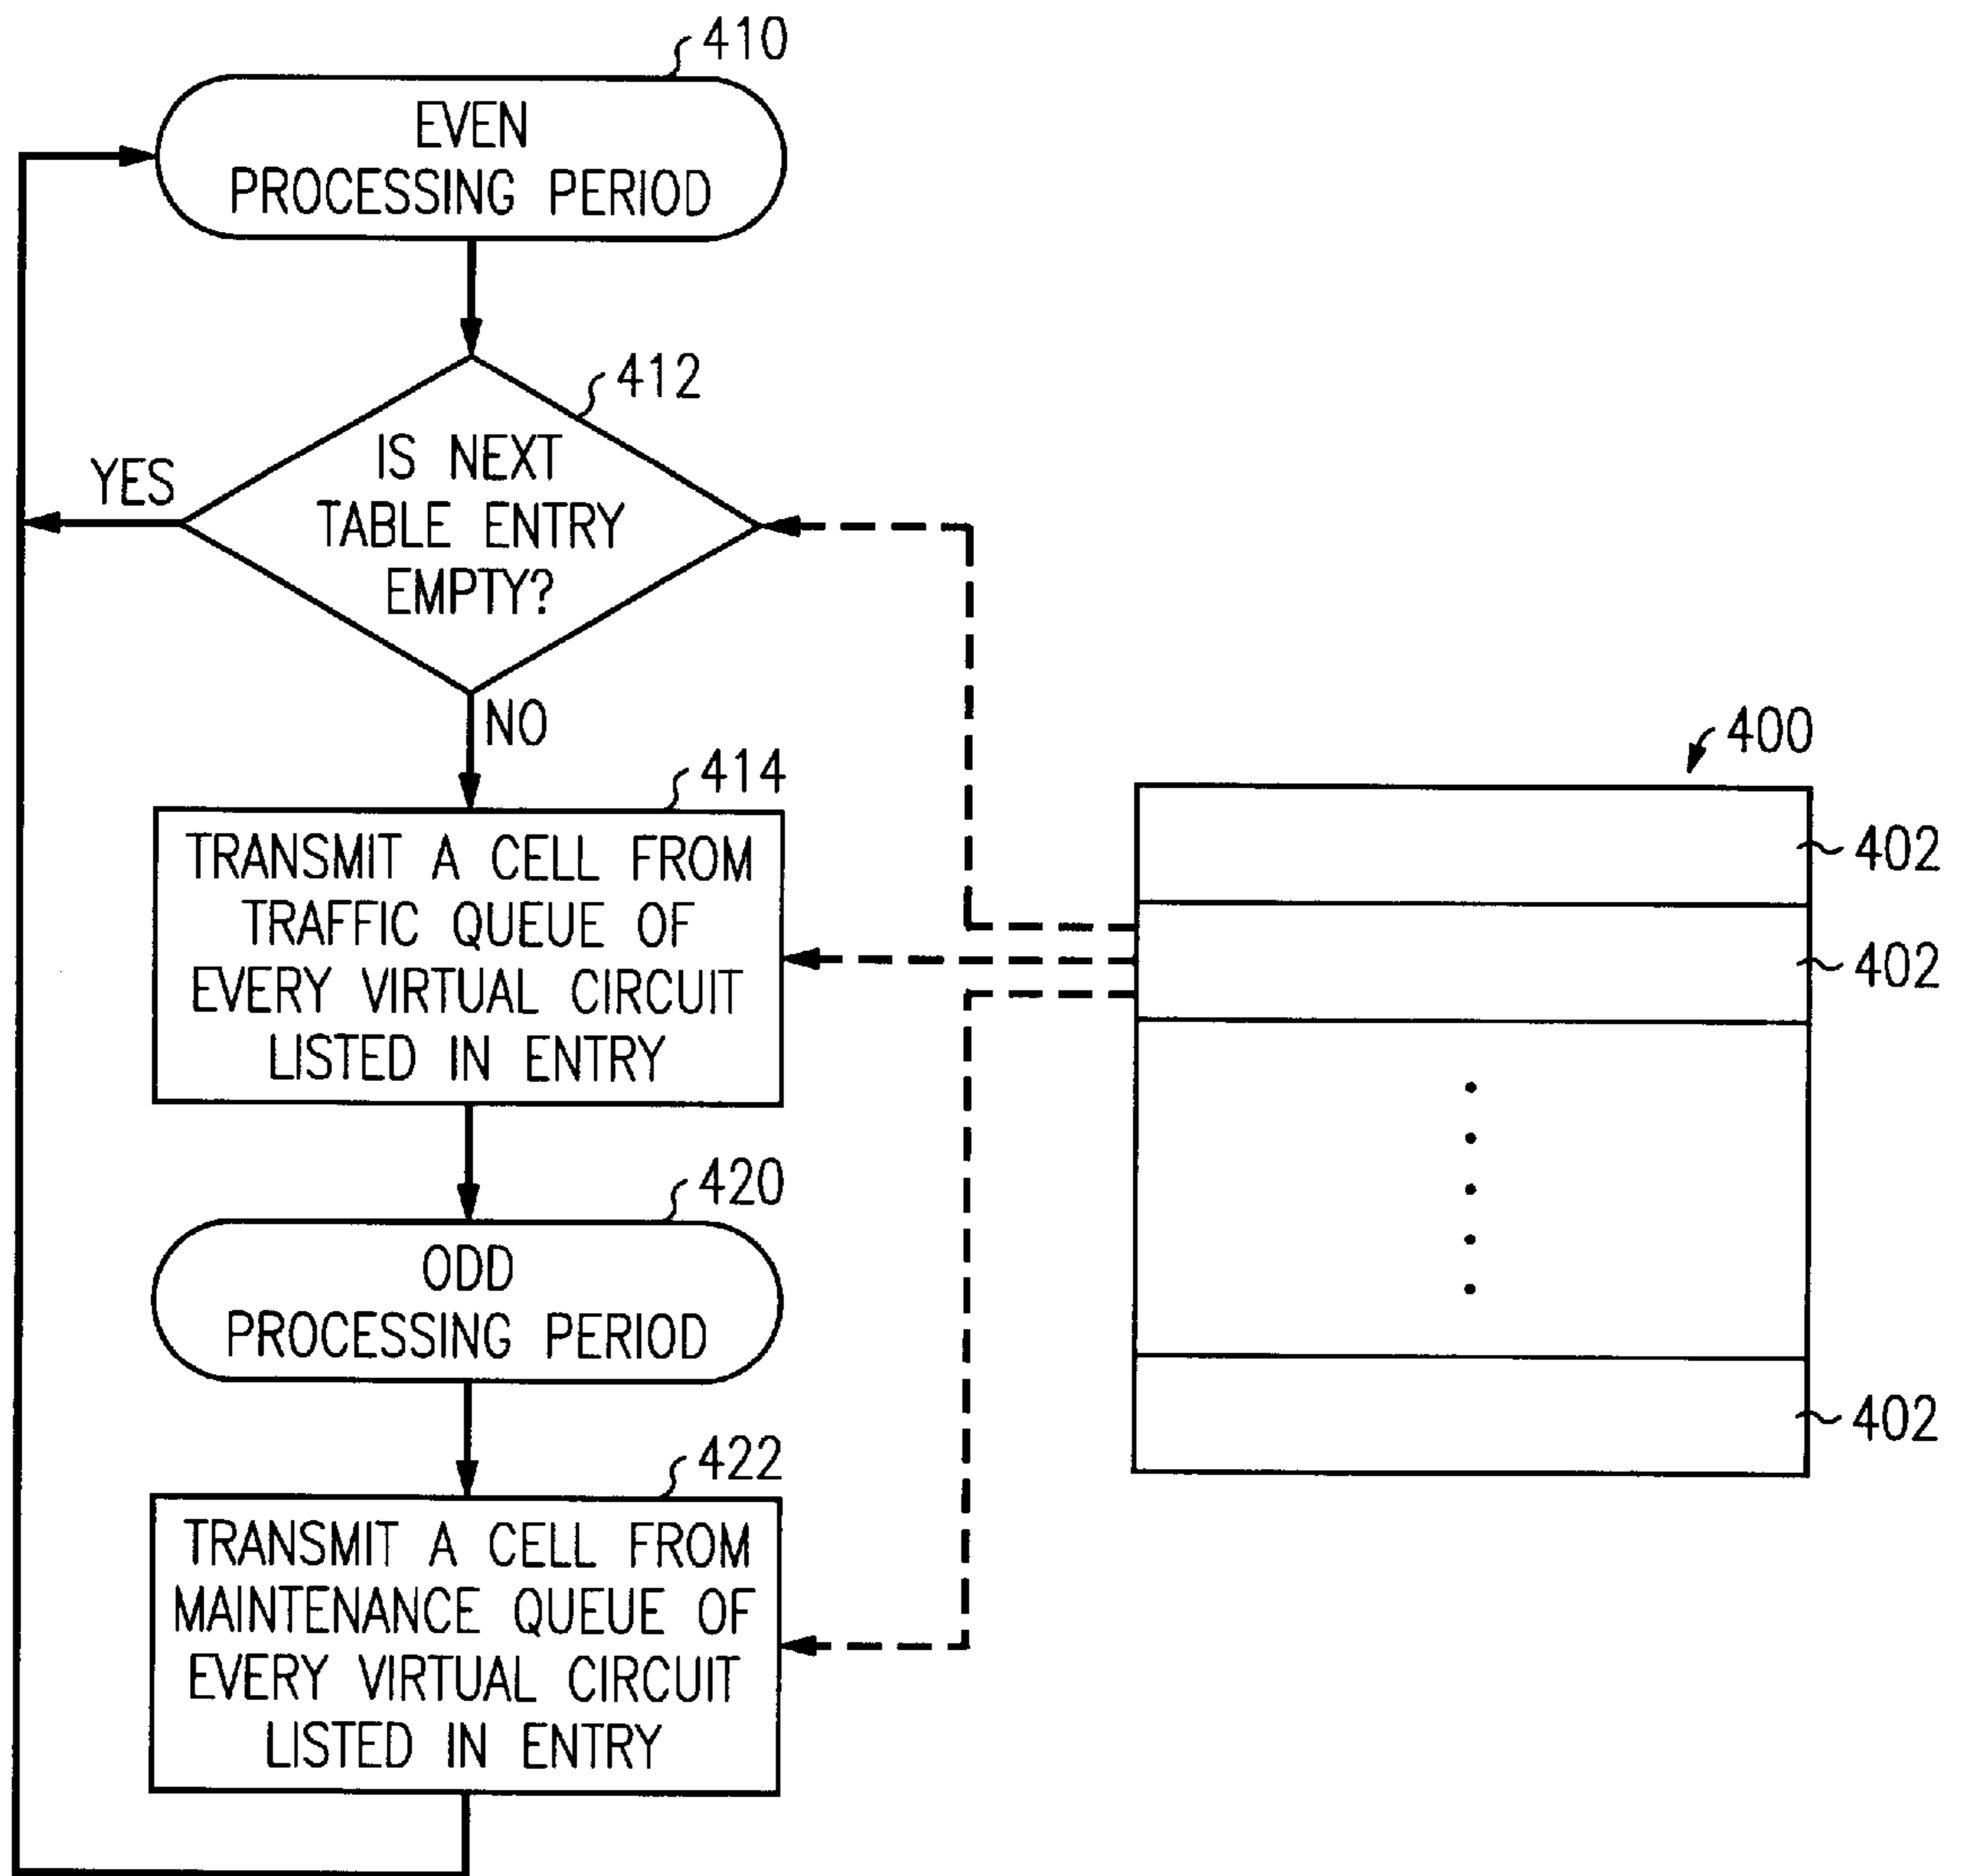 410
EVEN
PROCESSING PERIOD
412
IS NEXT
TABLE ENTRY
EMPTY?
YES
NO
414
TRANSMIT A CELL FROM
TRAFFIC QUEUE OF
EVERY VIRTUAL CIRCUIT
LISTED IN ENTRY
420
ODD
PROCESSING PERIOD
422
TRANSMIT A CELL FROM
MAINTENANCE QUEUE OF
EVERY VIRTUAL CIRCUIT
LISTED IN ENTRY
400
402
402
402